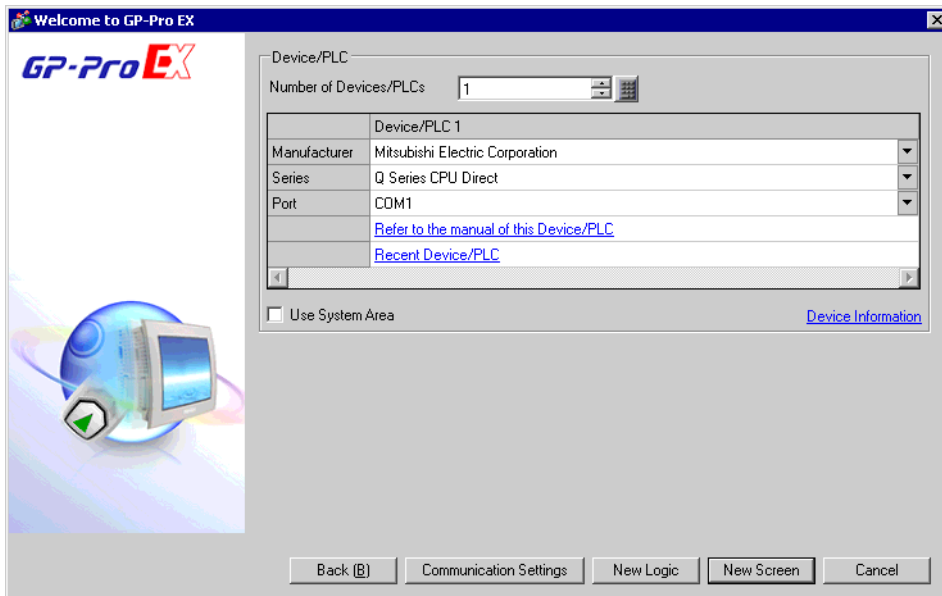 Welcome to GP-Pro EX
GP-Pro EX
Device/PLC
Number of Devices/PLCs 1
Device/PLC 1
Manufacturer Mitsubishi Electric Corporation
Series Q Series CPU Direct
Port COM1
Refer to the manual of this Device/PLC
Recent Device/PLC
Use System Area Device Information
Back (B) Communication Settings New Logic New Screen Cancel